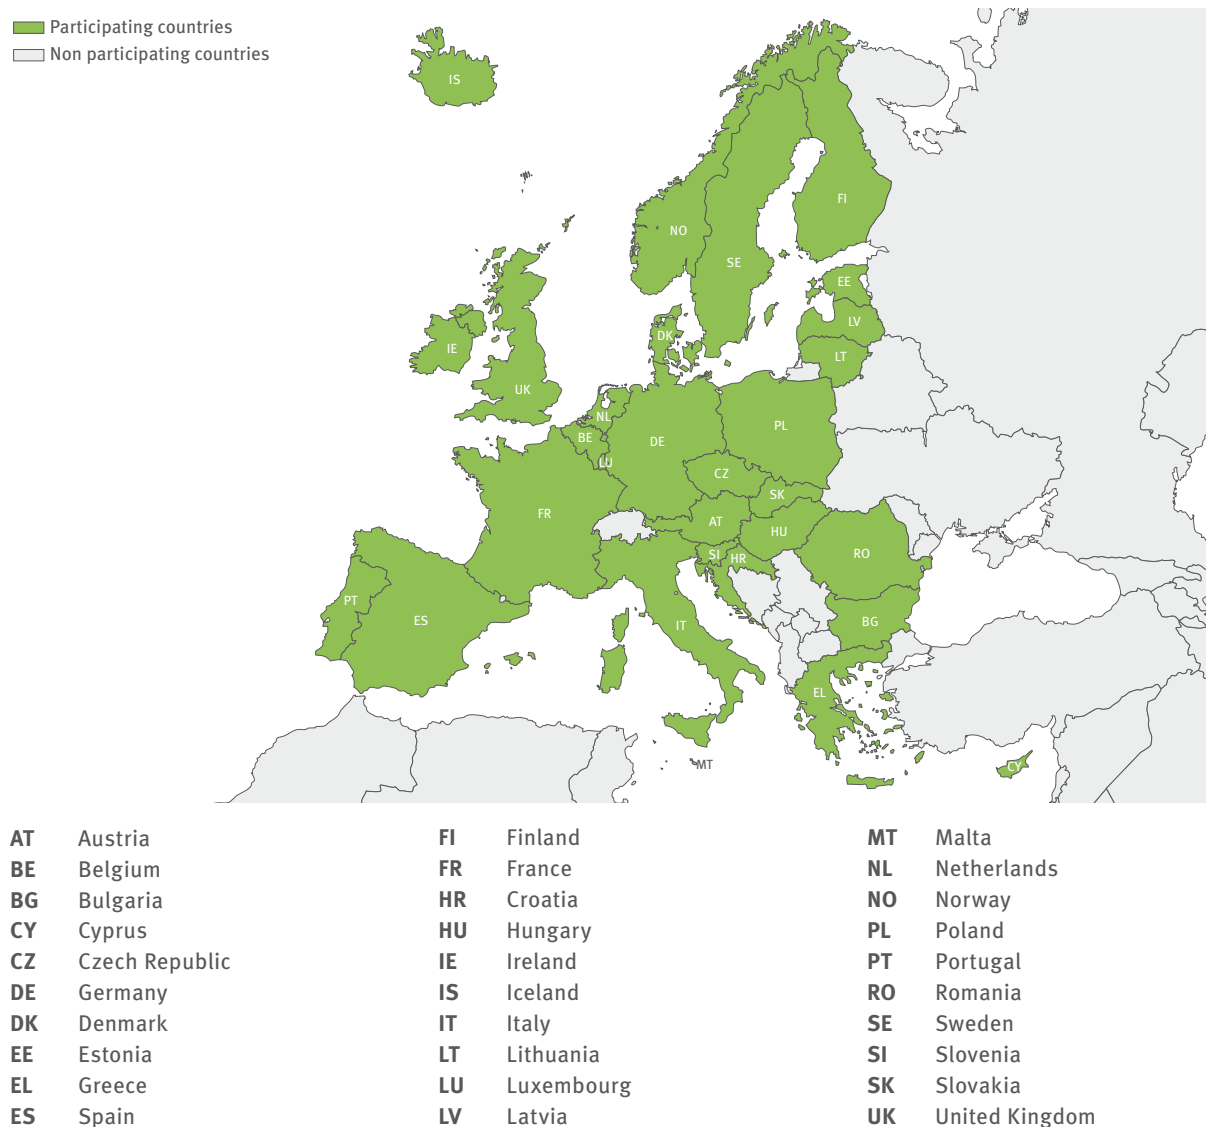 Participating countries
Non participating countries
IS
FI
NO
SE
EE
LV
DK
LT
IE
UK
NL
PL
BE
DE
LU
CZ
SK
FR
AT
HU
SI
HR
RO
PT
ES
IT
BG
EL
MT
CY
AT Austria
BE Belgium
BG Bulgaria
CY Cyprus
CZ Czech Republic
DE Germany
DK Denmark
EE Estonia
EL Greece
ES Spain
FI Finland
FR France
HR Croatia
HU Hungary
IE Ireland
IS Iceland
IT Italy
LT Lithuania
LU Luxembourg
LV Latvia
MT Malta
NL Netherlands
NO Norway
PL Poland
PT Portugal
RO Romania
SE Sweden
SI Slovenia
SK Slovakia
UK United Kingdom